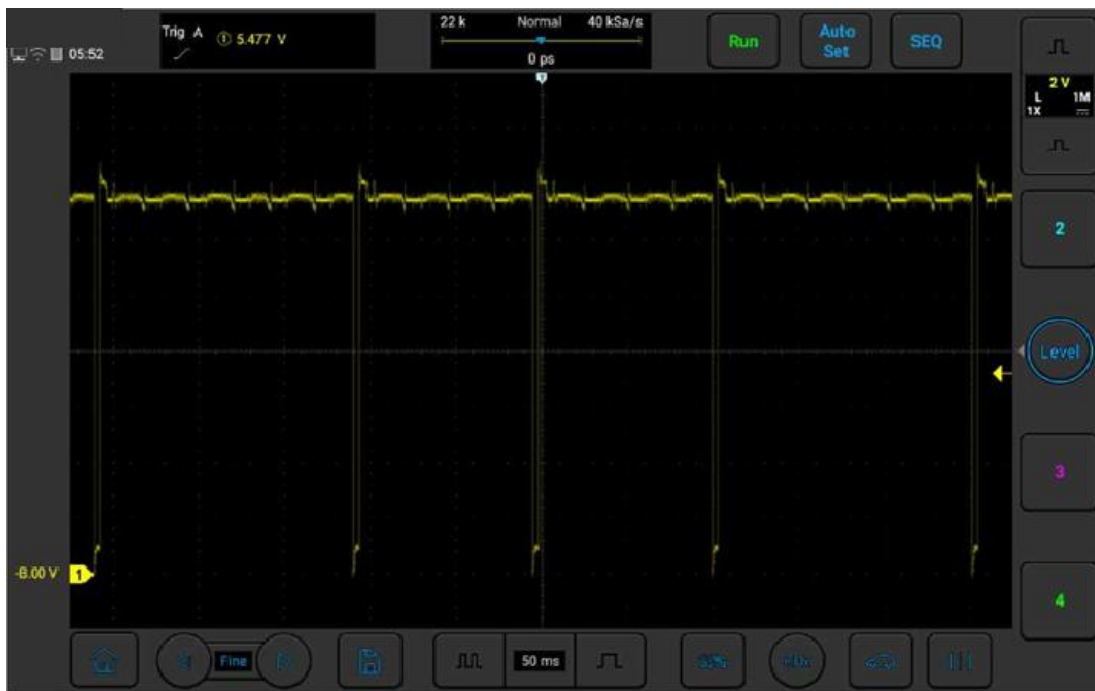 22 k Normal 40 kSa/s
Trig A ① 5.477 V
Run
Auto
Set
SEQ
05:52
0 ps
1
2 V
L 1M
1X
2
Level
3
-8.00 V 1
4
Fine
50 ms